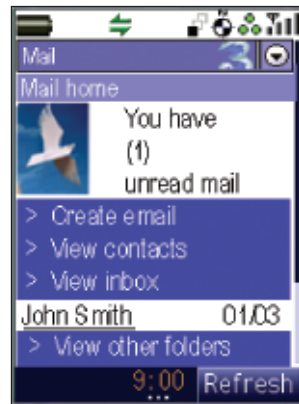 Mail
Mail home
You have
(1)
unread mail
> Create email
> View contacts
> View inbox
John Smith 01/03
> View other folders
9:00 Refresh